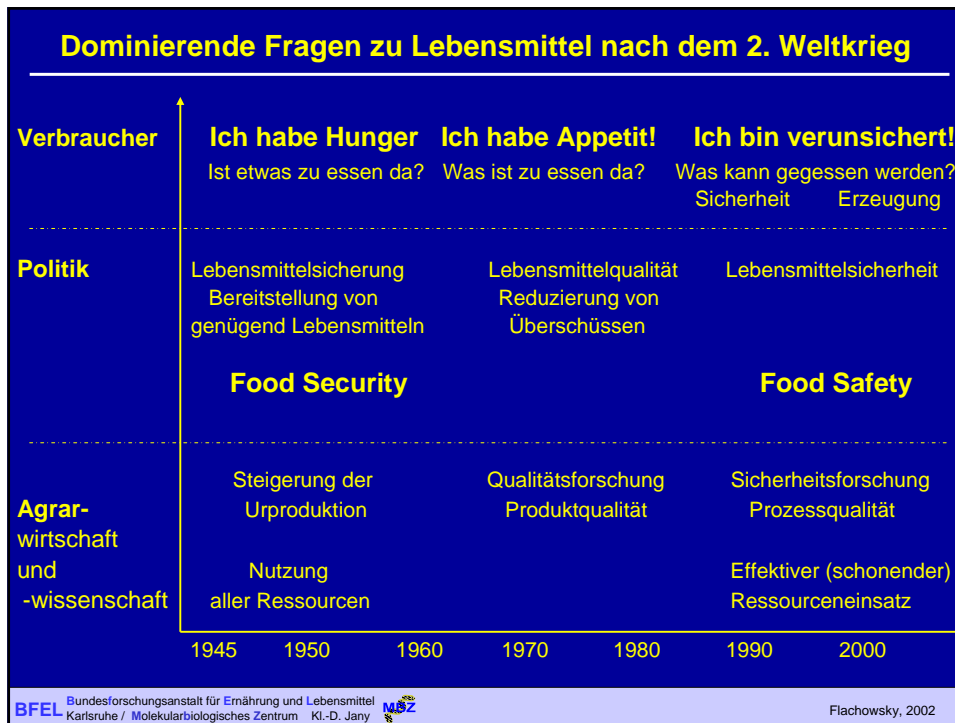 Dominierende Fragen zu Lebensmittel nach dem 2. Weltkrieg
Verbraucher
Ich habe Hunger
Ich habe Appetit!
Ich bin verunsichert!
Ist etwas zu essen da?
Was ist zu essen da?
Was kann gegessen werden?
Sicherheit
Erzeugung
Politik
Lebensmittelsicherung
Bereitstellung von
genügend Lebensmitteln
Lebensmittelqualität
Reduzierung von
Überschüssen
Lebensmittelsicherheit
Food Security
Food Safety
Agrar-
wirtschaft
und
-wissenschaft
Steigerung der
Urproduktion
Nutzung
aller Ressourcen
Qualitätsforschung
Produktqualität
Sicherheitsforschung
Prozessqualität
Effektiver (schonender)
Ressourceneinsatz
1945 1950 1960 1970 1980 1990 2000
BFEL
Bundesforschungsanstalt für Ernährung und Lebensmittel
Karlsruhe / Molekularbiologisches Zentrum Kl.-D. Jany
MBZ
Flachowsky, 2002